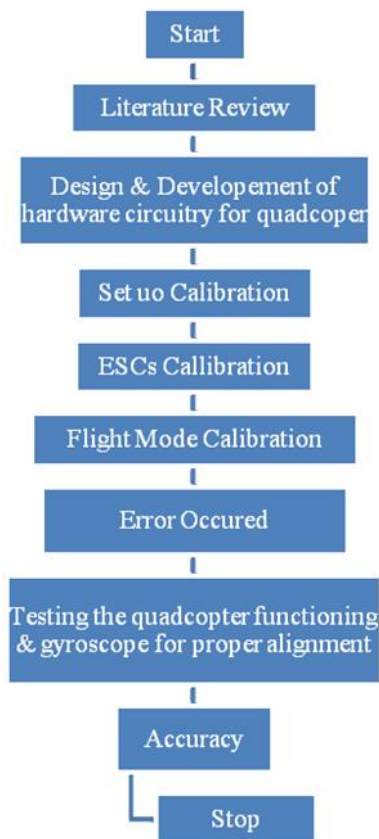 Start
Literature Review
Design & Developement of
hardware circuitry for quadcoper
Set uo Calibration
ESCs Callibration
Flight Mode Calibration
Error Occured
Testing the quadcopter functioning
& gyroscope for proper alignment
Accuracy
Stop